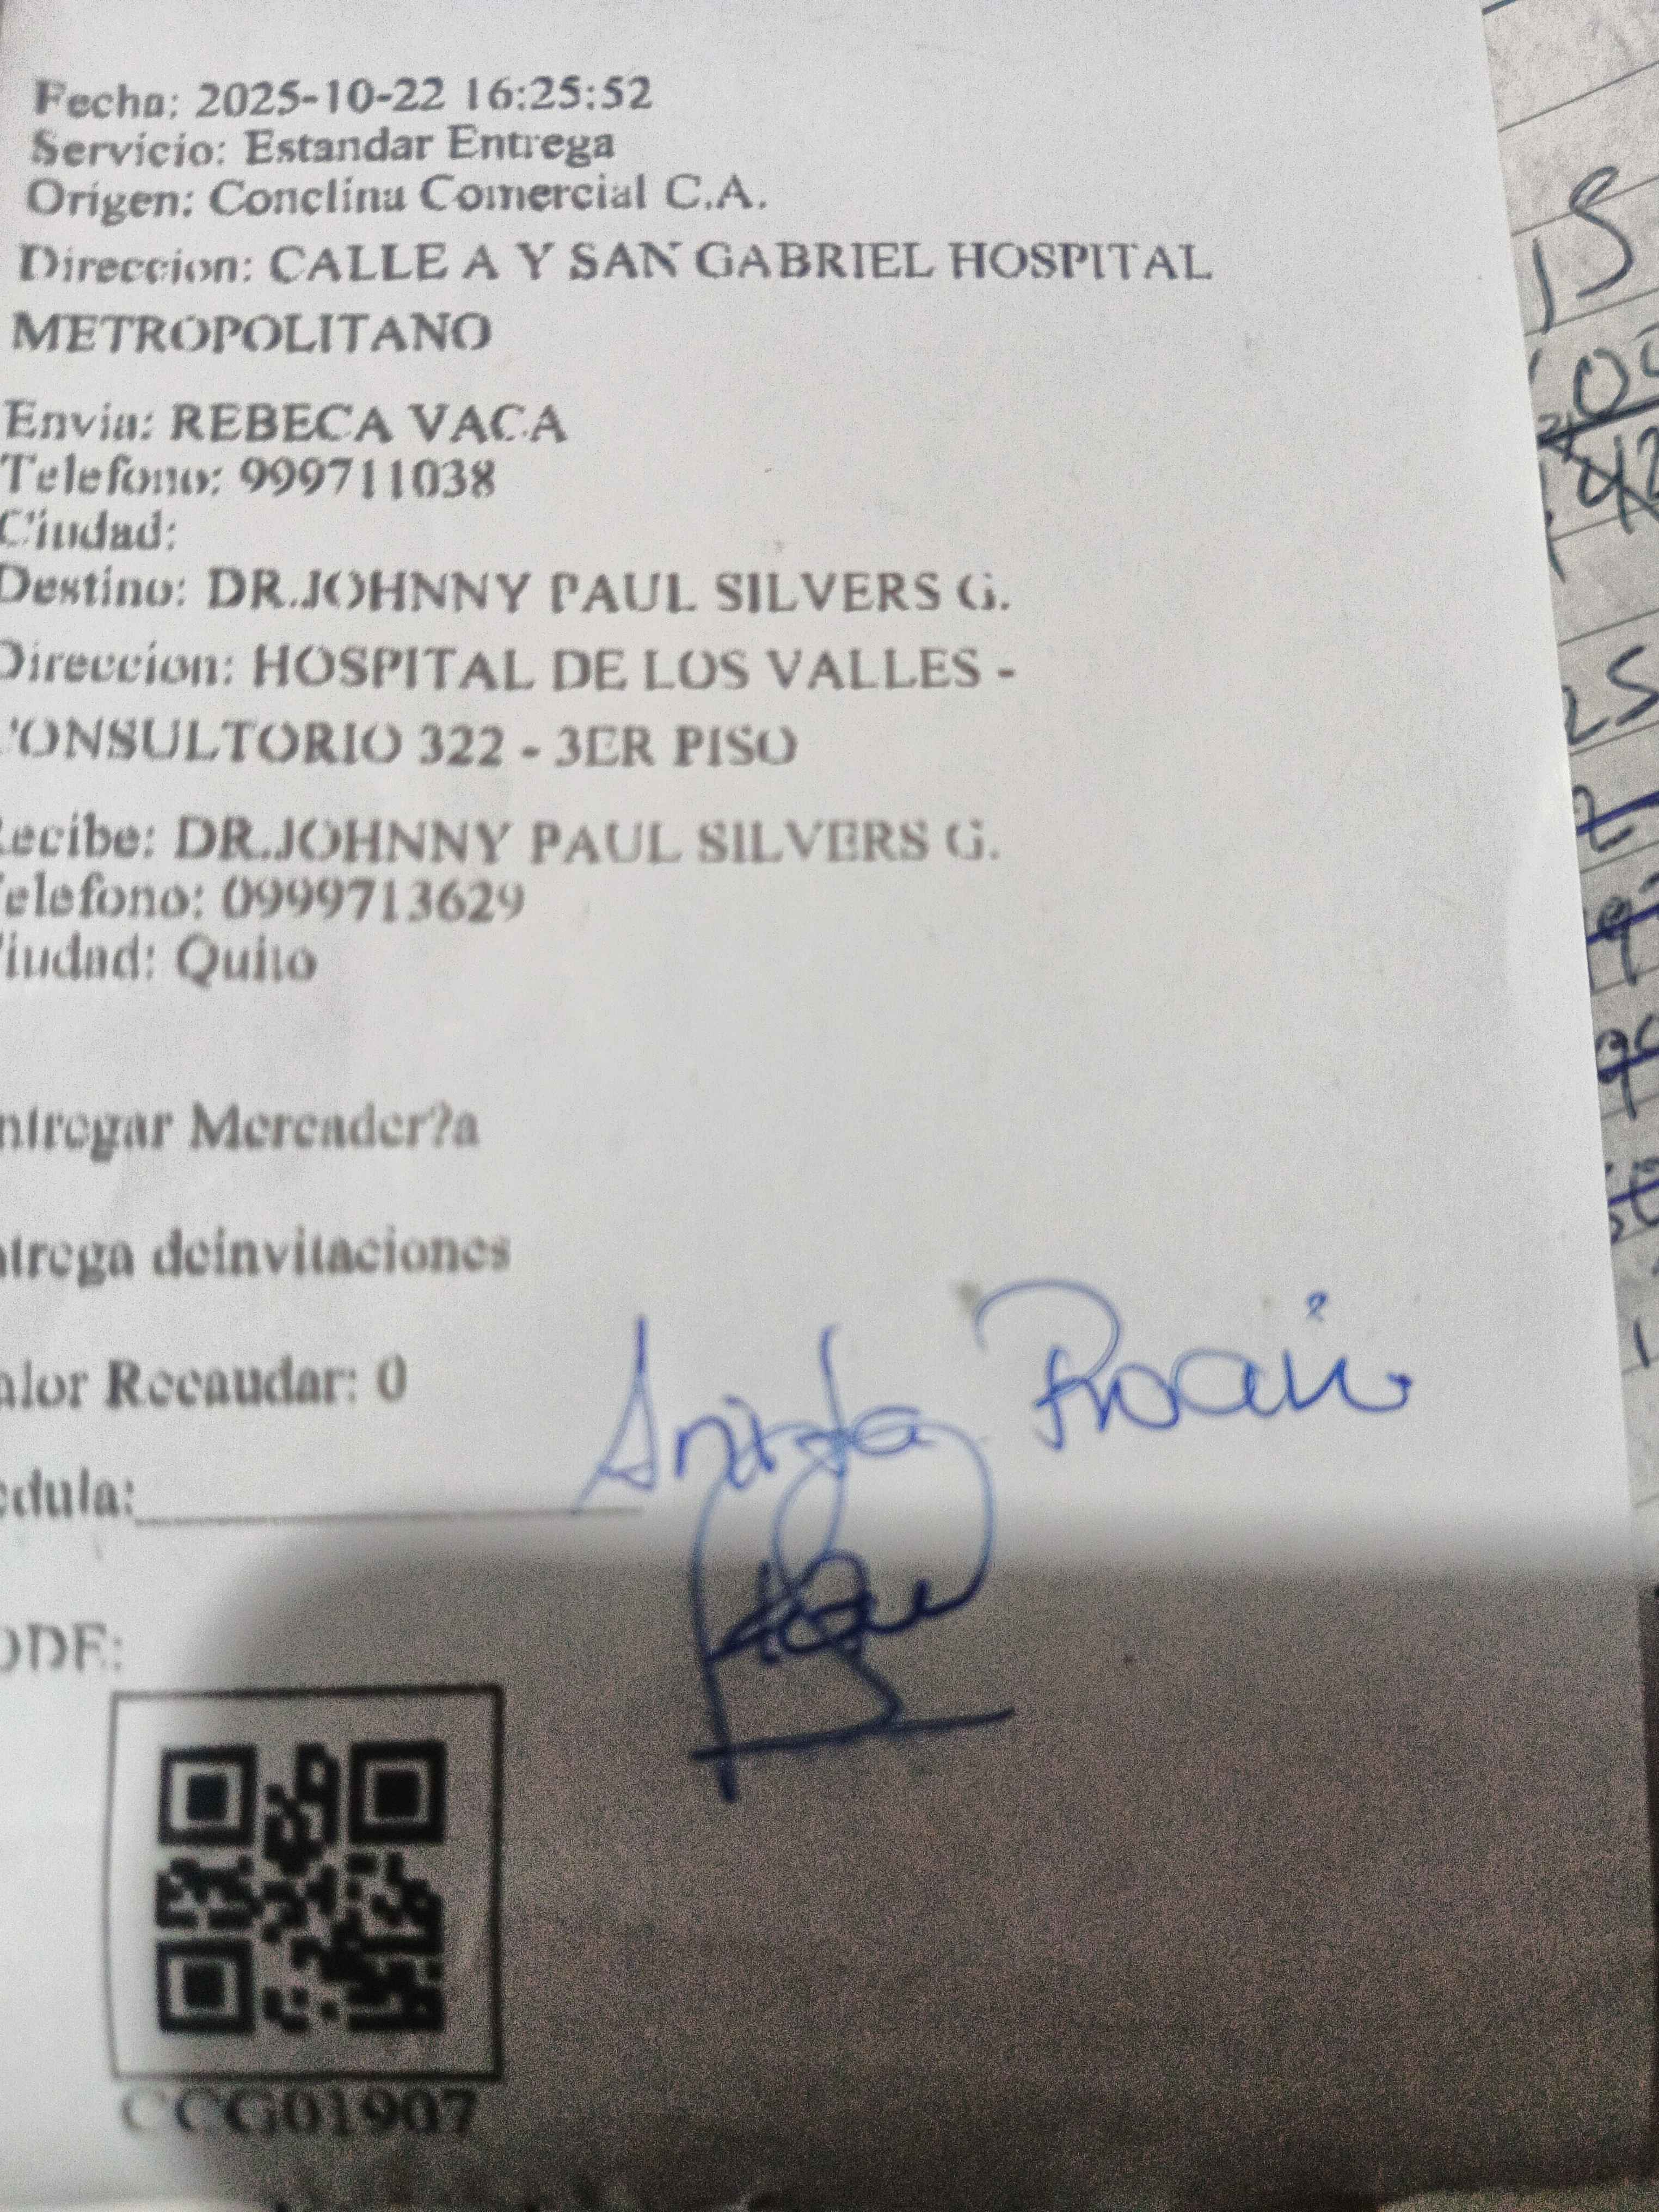 Fecha: 2025-10-22 16:25:52
Servicio: Estandar Entrega
Origen: Conclina Comercial C.A.
Direccion: CALLE A Y SAN GABRIEL HOSPITAL
METROPOLITANO
Envia: REBECA VACA
Telefono: 999711038
Ciudad:
Destino: DR.JOHNNY PAUL SILVERS G.
Direccion: HOSPITAL DE LOS VALLES -
CONSULTORIO 322 - 3ER PISO
Recibe: DR.JOHNNY PAUL SILVERS G.
Telefono: 0999713629
Ciudad: Quito
ntregar Mercader?a
ntrega deinvitaciones
alor Recaudar: 0
edula:
ODE:
CCG01907
15
25